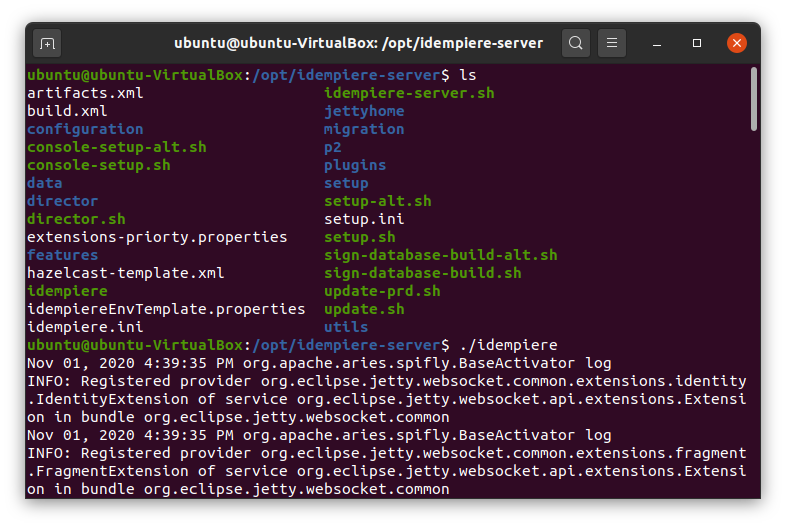 ubuntu@ubuntu-VirtualBox: /opt/idempiere-server
ubuntu@ubuntu-VirtualBox:/opt/idempiere-server$ ls
artifacts.xml                    idempiere-server.sh
build.xml                        jettyhome
configuration                    migration
console-setup-alt.sh             p2
console-setup.sh                 plugins
data                             setup
director                         setup-alt.sh
director.sh                      setup.ini
extensions-priorty.properties    setup.sh
features                         sign-database-build-alt.sh
hazelcast-template.xml           sign-database-build.sh
idempiere                        update-prd.sh
idempiereEnvTemplate.properties  update.sh
idempiere.ini                    utils
ubuntu@ubuntu-VirtualBox:/opt/idempiere-server$ ./idempiere
Nov 01, 2020 4:39:35 PM org.apache.aries.spifly.BaseActivator log
INFO: Registered provider org.eclipse.jetty.websocket.common.extensions.identity
.IdentityExtension of service org.eclipse.jetty.websocket.api.extensions.Extensi
on in bundle org.eclipse.jetty.websocket.common
Nov 01, 2020 4:39:35 PM org.apache.aries.spifly.BaseActivator log
INFO: Registered provider org.eclipse.jetty.websocket.common.extensions.fragment
.FragmentExtension of service org.eclipse.jetty.websocket.api.extensions.Extensi
on in bundle org.eclipse.jetty.websocket.common